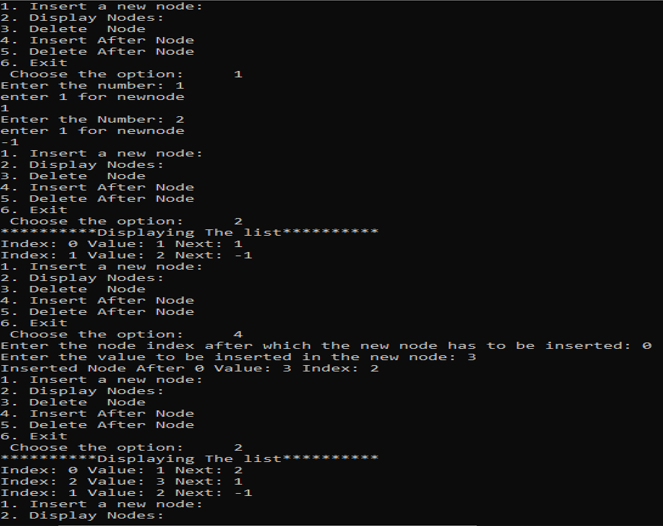 1. Insert a new node:
2. Display Nodes:
3. Delete  Node
4. Insert After Node
5. Delete After Node
6. Exit
 Choose the option:     1
Enter the number: 1
enter 1 for newnode
1
Enter the Number: 2
enter 1 for newnode
-1
1. Insert a new node:
2. Display Nodes:
3. Delete  Node
4. Insert After Node
5. Delete After Node
6. Exit
 Choose the option:     2
**********Displaying The list**********
Index: 0 Value: 1 Next: 1
Index: 1 Value: 2 Next: -1
1. Insert a new node:
2. Display Nodes:
3. Delete  Node
4. Insert After Node
5. Delete After Node
6. Exit
 Choose the option:     4
Enter the node index after which the new node has to be inserted: 0
Enter the value to be inserted in the new node: 3
Inserted Node After 0 Value: 3 Index: 2
1. Insert a new node:
2. Display Nodes:
3. Delete  Node
4. Insert After Node
5. Delete After Node
6. Exit
 Choose the option:     2
**********Displaying The list**********
Index: 0 Value: 1 Next: 2
Index: 2 Value: 3 Next: 1
Index: 1 Value: 2 Next: -1
1. Insert a new node:
2. Display Nodes: